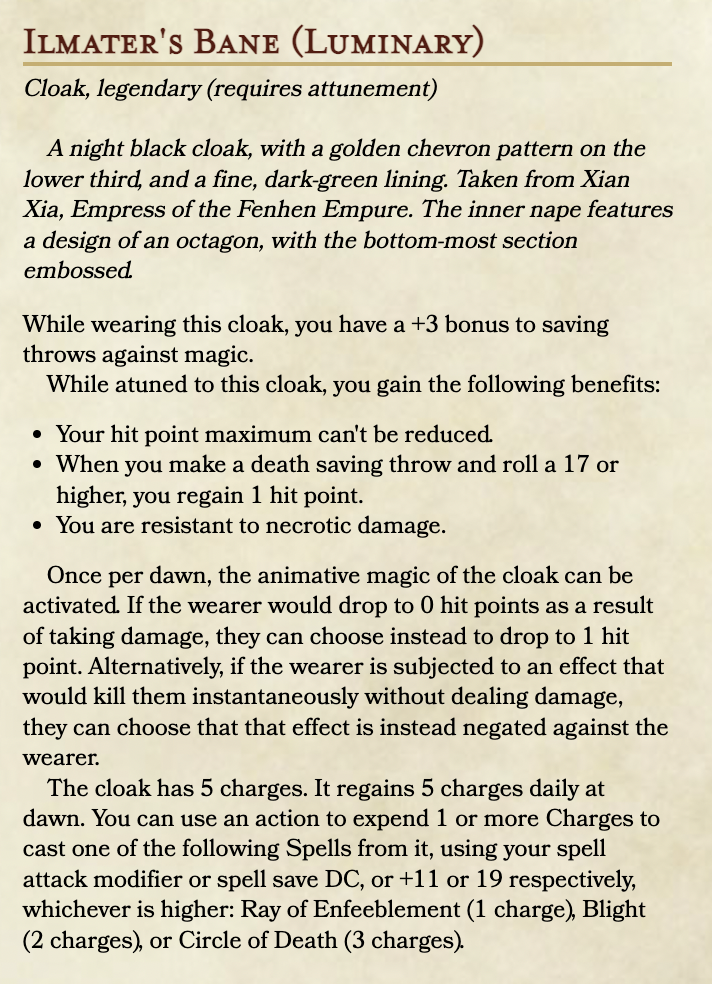 Ilmater's Bane (Luminary)
Cloak, legendary (requires attunement)
A night black cloak, with a golden chevron pattern on the
lower third, and a fine, dark-green lining. Taken from Xian
Xia, Empress of the Fenhen Empure. The inner nape features
a design of an octagon, with the bottom-most section
embossed.
While wearing this cloak, you have a +3 bonus to saving
throws against magic.
While atuned to this cloak, you gain the following benefits:
• Your hit point maximum can't be reduced.
• When you make a death saving throw and roll a 17 or
higher, you regain 1 hit point.
• You are resistant to necrotic damage.
Once per dawn, the animative magic of the cloak can be
activated. If the wearer would drop to 0 hit points as a result
of taking damage, they can choose instead to drop to 1 hit
point. Alternatively, if the wearer is subjected to an effect that
would kill them instantaneously without dealing damage,
they can choose that that effect is instead negated against the
wearer.
The cloak has 5 charges. It regains 5 charges daily at
dawn. You can use an action to expend 1 or more Charges to
cast one of the following Spells from it, using your spell
attack modifier or spell save DC, or +11 or 19 respectively,
whichever is higher: Ray of Enfeeblement (1 charge), Blight
(2 charges), or Circle of Death (3 charges).